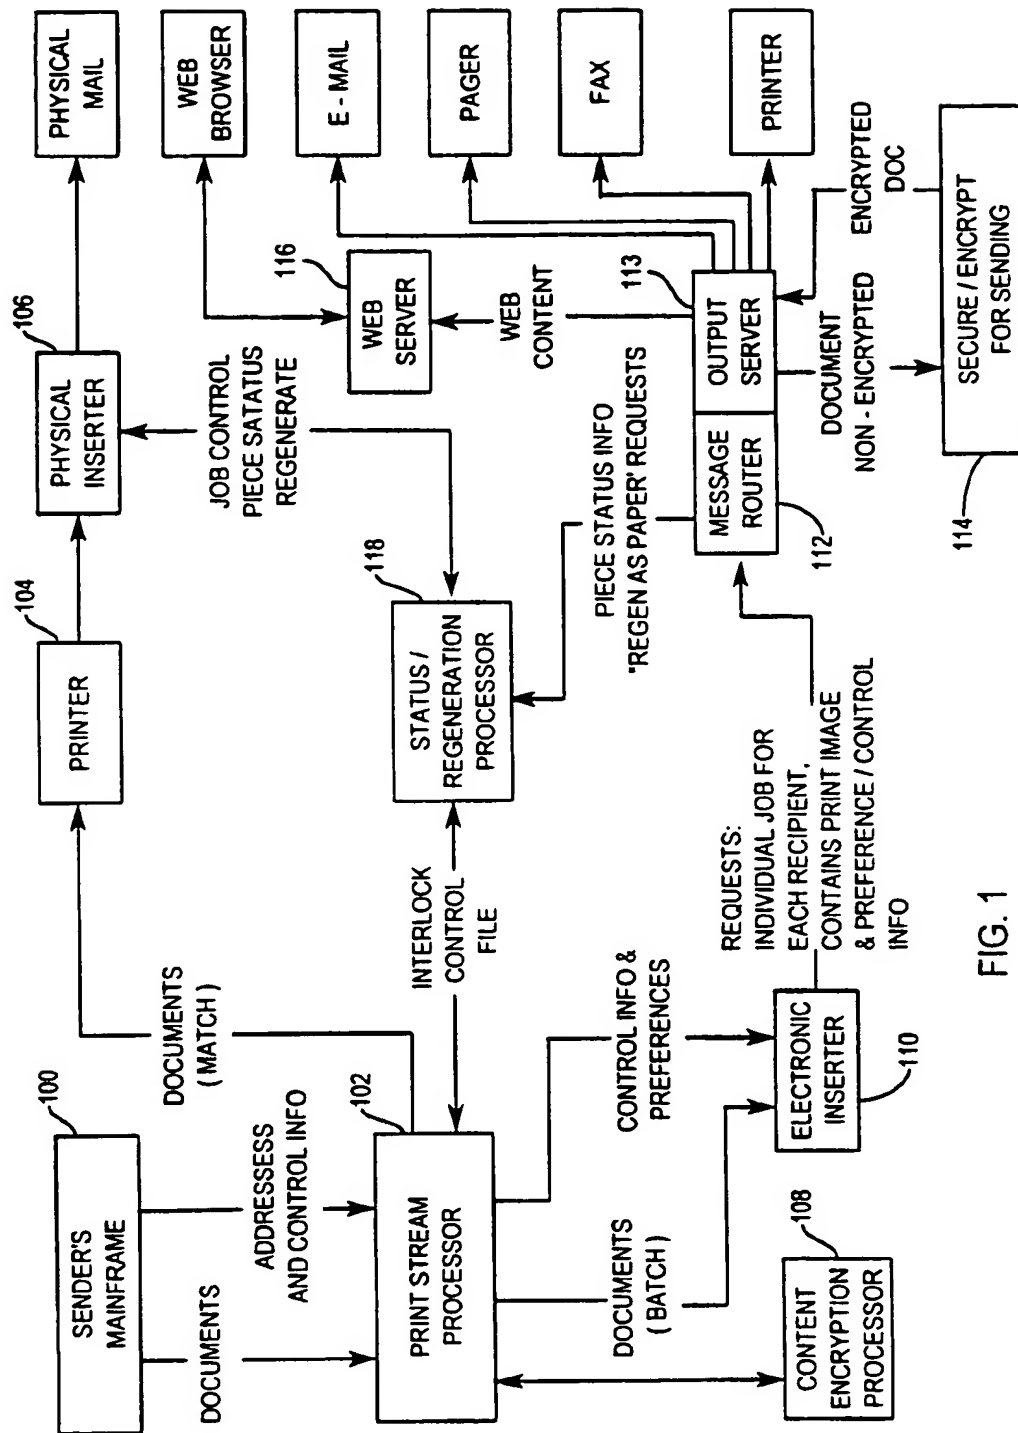 100
SENDER'S
MAINFRAME
DOCUMENTS
ADDRESSESS
AND CONTROL INFO
102
PRINT STREAM
PROCESSOR
DOCUMENTS
( MATCH )
104
PRINTER
106
PHYSICAL
INSERTER
PHYSICAL
MAIL
JOB CONTROL
PIECE SATATUS
REGENERATE
INTERLOCK
CONTROL
FILE
118
STATUS /
REGENERATION
PROCESSOR
116
WEB
SERVER
WEB
BROWSER
WEB
CONTENT
E - MAIL
PAGER
FAX
PRINTER
PIECE STATUS INFO
"REGEN AS PAPER' REQUESTS
113
MESSAGE
ROUTER
OUTPUT
SERVER
112
DOCUMENTS
( BATCH )
CONTROL INFO &
PREFERENCES
108
CONTENT
ENCRYPTION
PROCESSOR
ELECTRONIC
INSERTER
110
REQUESTS:
INDIVIDUAL JOB FOR
EACH RECIPIENT,
CONTAINS PRINT IMAGE
& PREFERENCE / CONTROL
INFO
DOCUMENT
NON - ENCRYPTED
ENCRYPTED
DOC
114
SECURE / ENCRYPT
FOR SENDING
FIG. 1